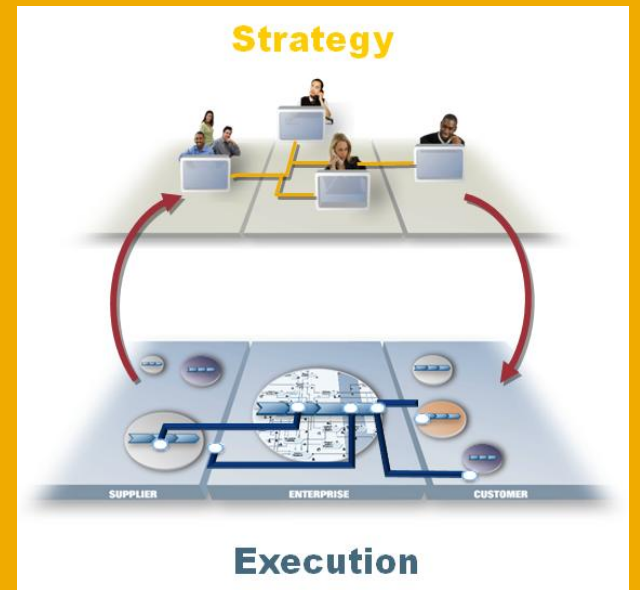 Strategy
SUPPLIER
ENTERPRISE
CUSTOMER
Execution